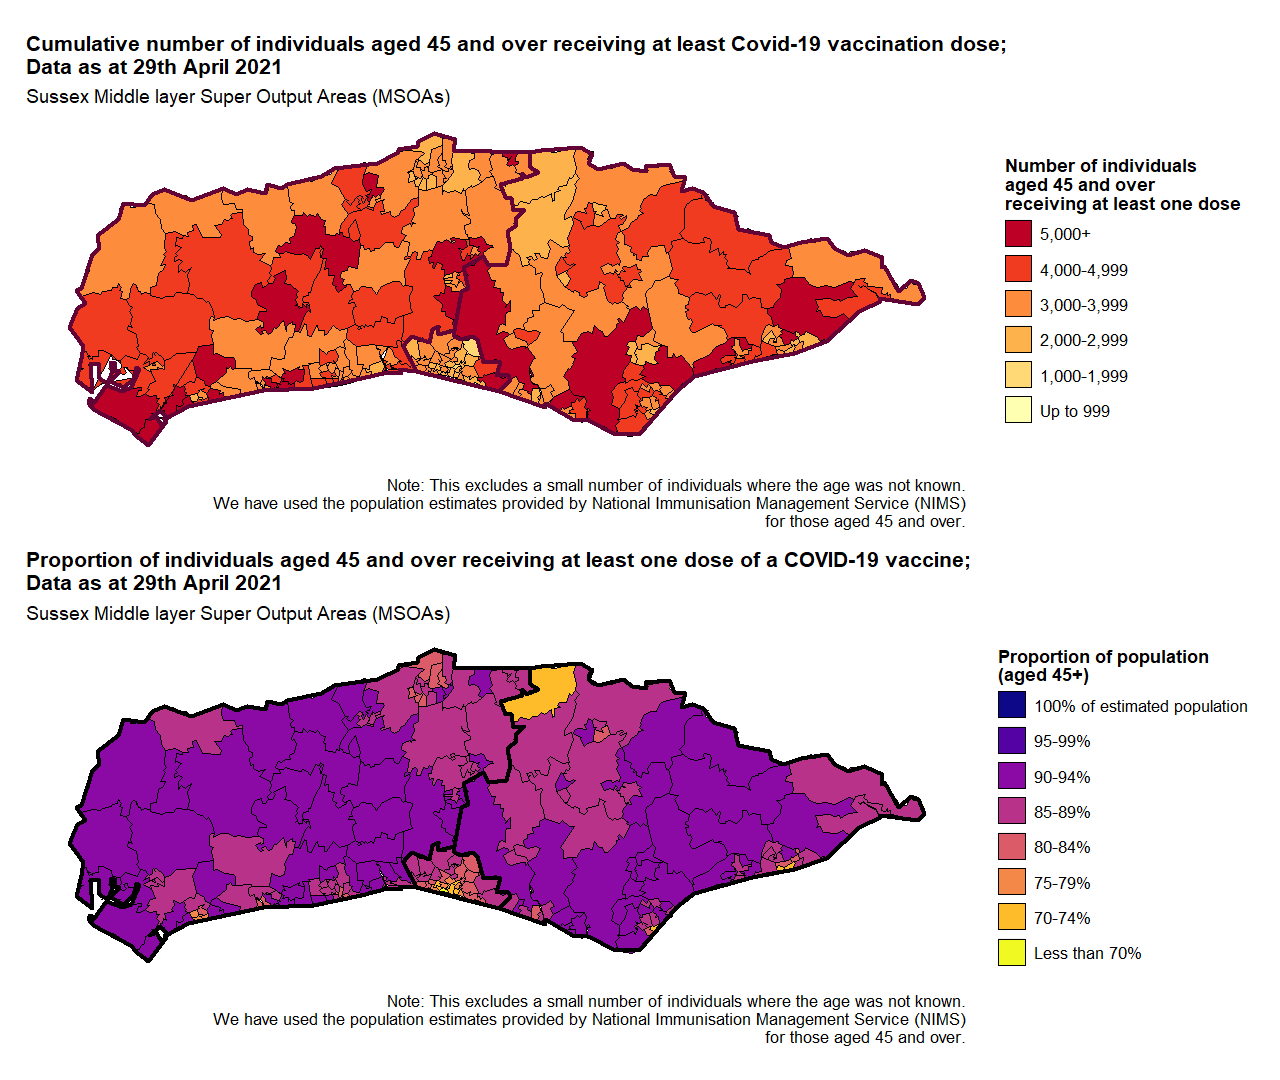 Cumulative number of individuals aged 45 and over receiving at least Covid-19 vaccination dose;
Data as at 29th April 2021
Sussex Middle layer Super Output Areas (MSOAs)
Number of individuals
aged 45 and over
receiving at least one dose
5,000+
4,000-4,999
3,000-3,999
2,000-2,999
1,000-1,999
Up to 999
Note: This excludes a small number of individuals where the age was not known.
We have used the population estimates provided by National Immunisation Management Service (NIMS)
for those aged 45 and over.
Proportion of individuals aged 45 and over receiving at least one dose of a COVID-19 vaccine;
Data as at 29th April 2021
Sussex Middle layer Super Output Areas (MSOAs)
Proportion of population
(aged 45+)
100% of estimated population
95-99%
90-94%
85-89%
80-84%
75-79%
70-74%
Less than 70%
Note: This excludes a small number of individuals where the age was not known.
We have used the population estimates provided by National Immunisation Management Service (NIMS)
for those aged 45 and over.